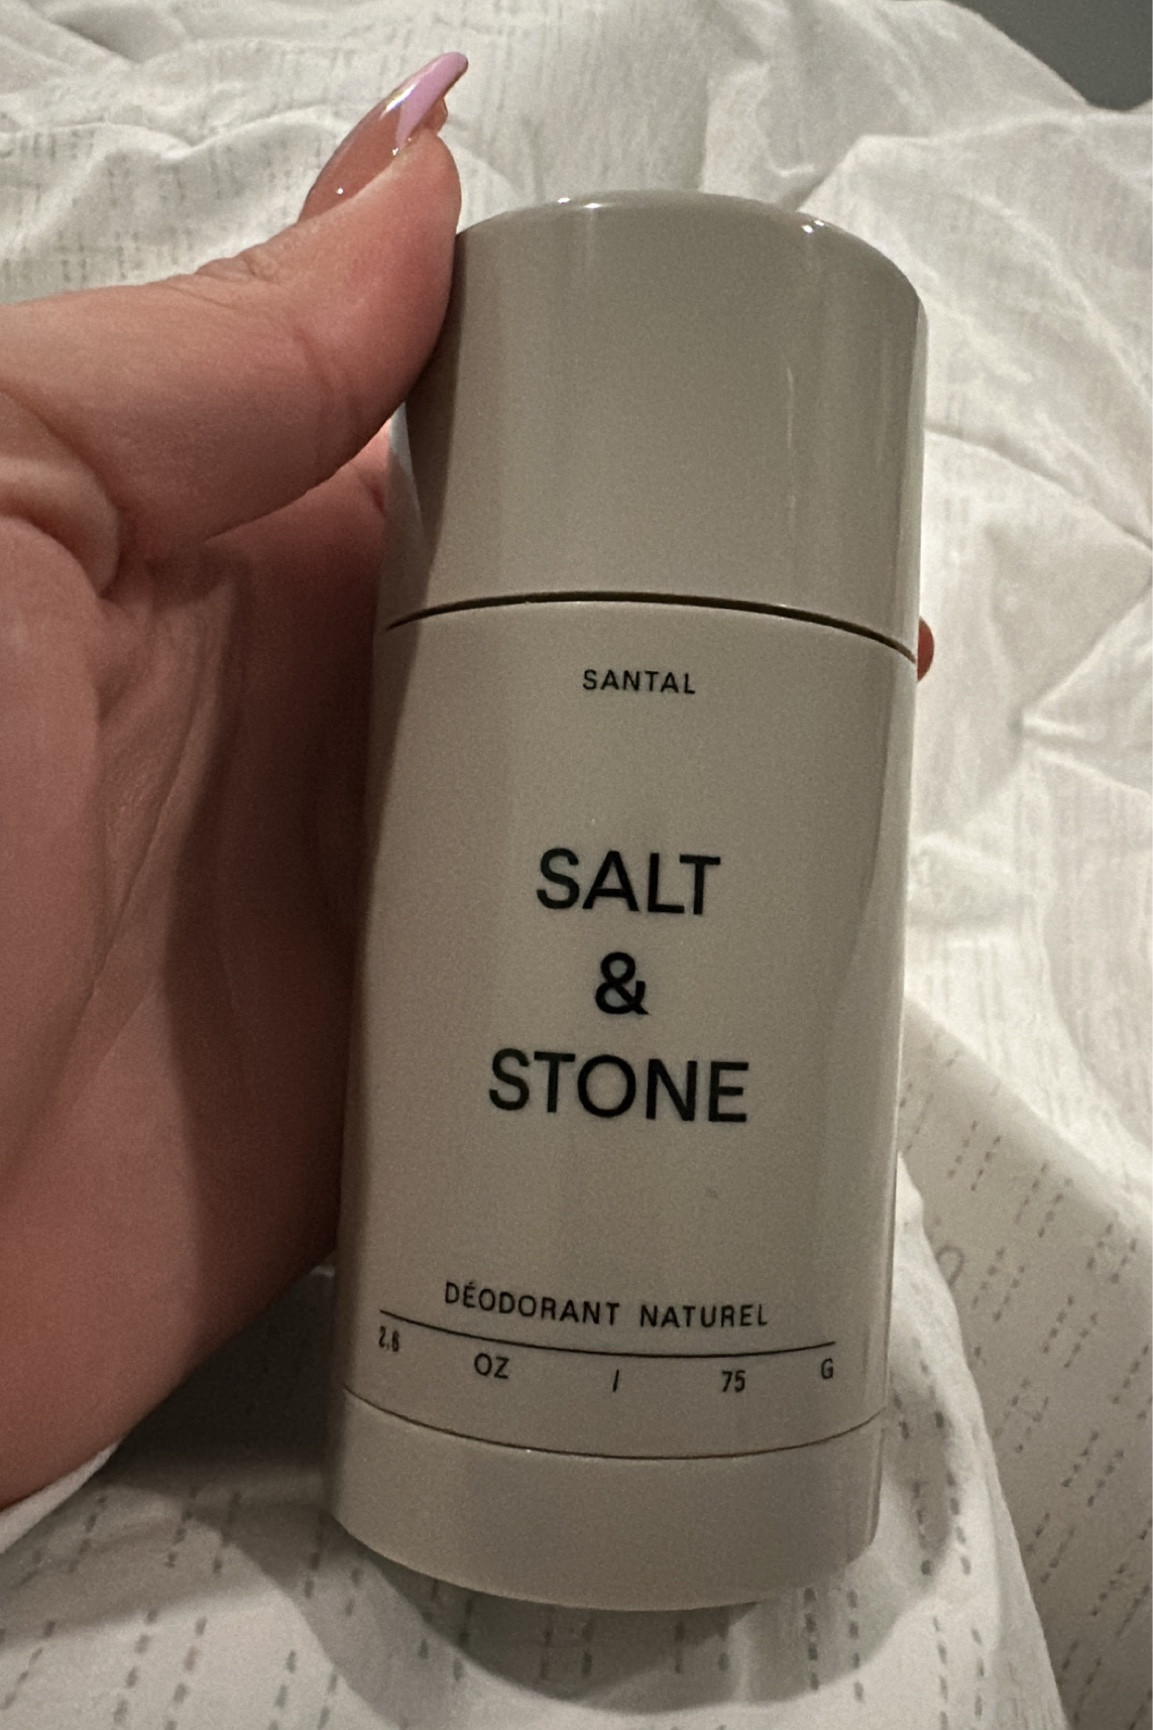 SANTAL
SALT
&
STONE
DÉODORANT NATUREL
2,6 OZ / 75 G